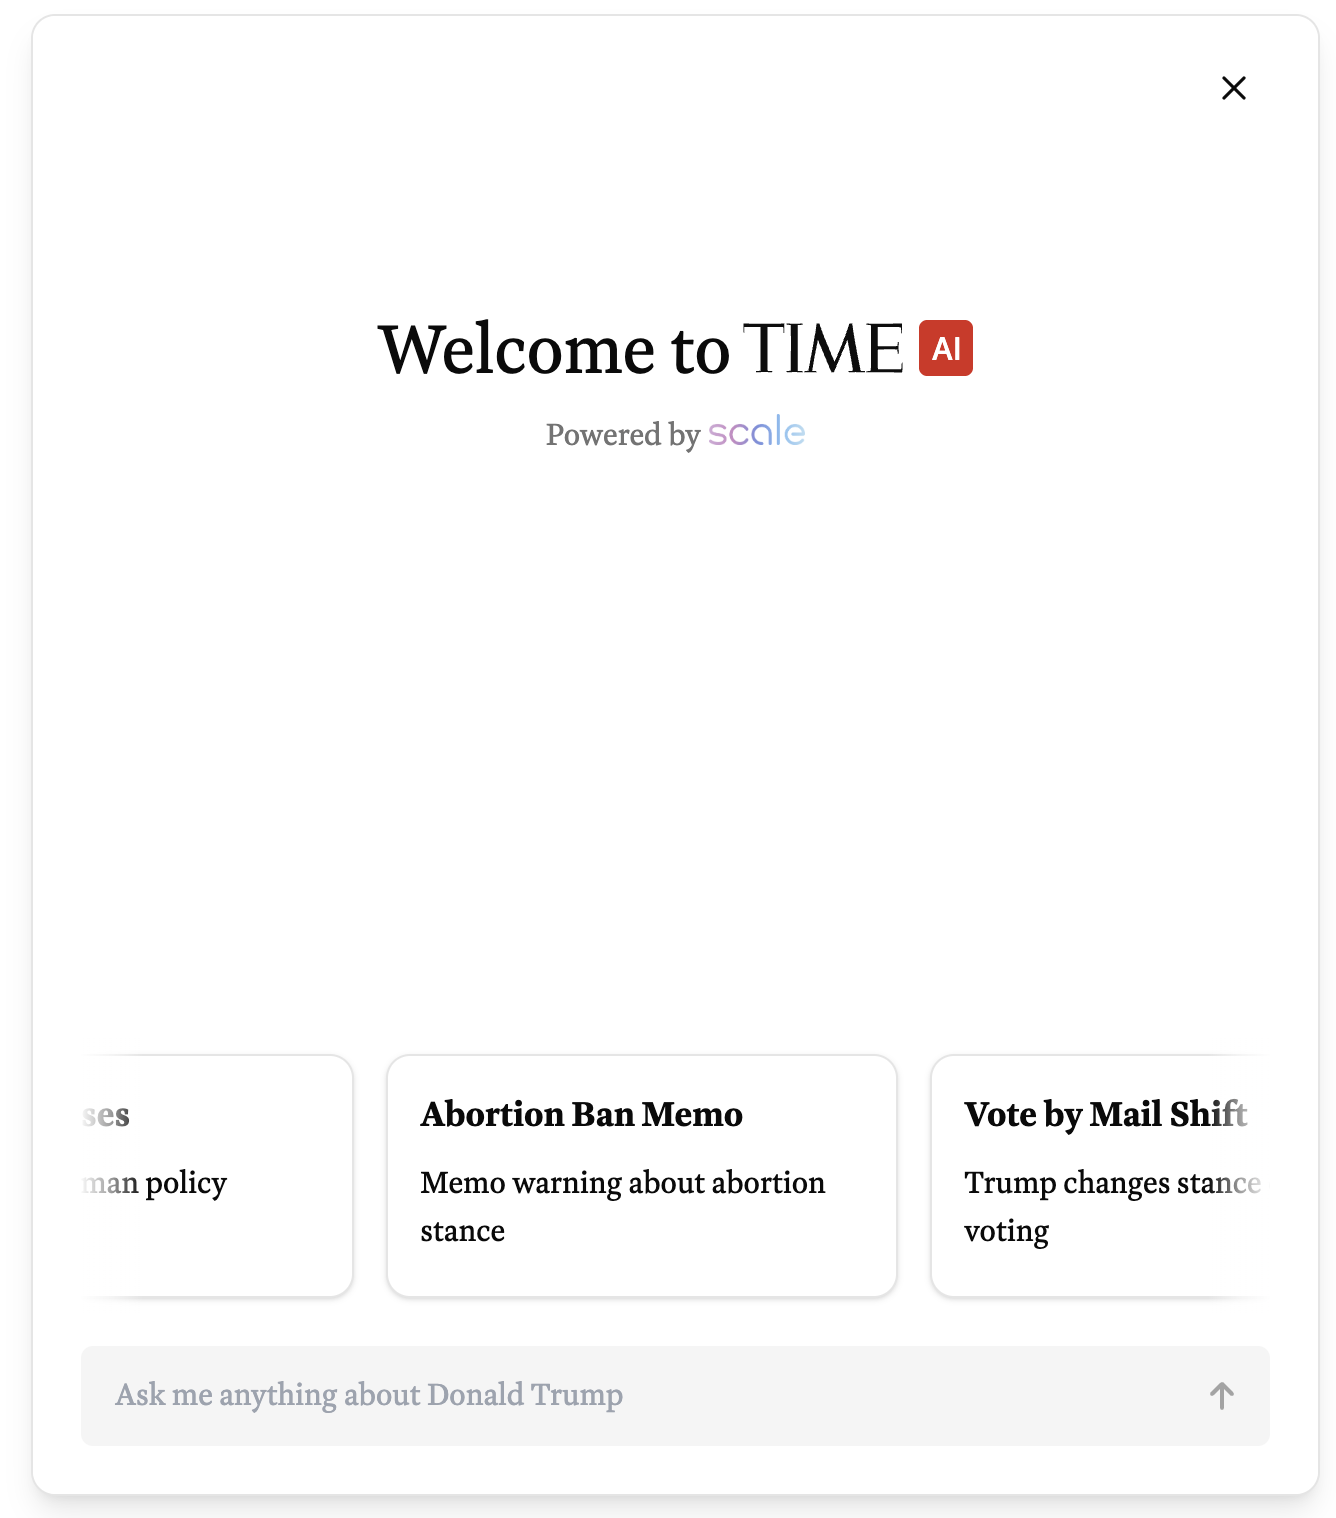 Welcome to TIME AI
Powered by scale
ses
man policy
Abortion Ban Memo
Memo warning about abortion
stance
Vote by Mail Shift
Trump changes stance
voting
Ask me anything about Donald Trump